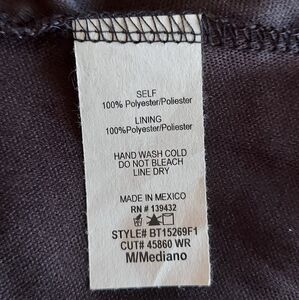 SELF
100% Polyester/Poliester
LINING
100%Polyester/Poliester
HAND WASH COLD
DO NOT BLEACH
LINE DRY
MADE IN MEXICO
RN # 139432
STYLE# BT15269F1
CUT# 45860 WR
M/Mediano